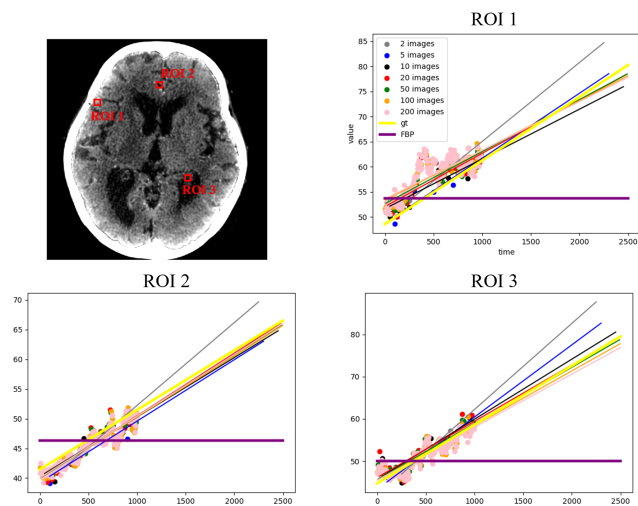 ROI 1
ROI 2
ROI 1
ROI 3
85
80
75
70
65
60
55
50
value
2 images
5 images
10 images
20 images
50 images
100 images
200 images
gt
FBP
0 500 1000 1500 2000 2500
time
ROI 2
70
65
60
55
50
45
40
0 500 1000 1500 2000 2500
ROI 3
80
70
60
50
0 500 1000 1500 2000 2500